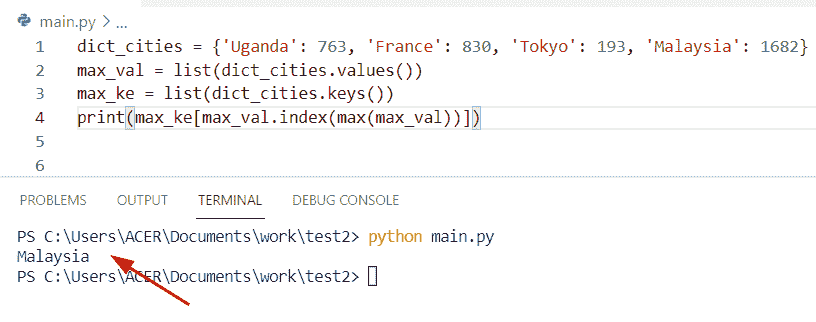 main.py > ...
1 dict_cities = {'Uganda': 763, 'France': 830, 'Tokyo': 193, 'Malaysia': 1682}
2 max_val = list(dict_cities.values())
3 max_ke = list(dict_cities.keys())
4 print(max_ke[max_val.index(max(max_val))])
5
6
PROBLEMS OUTPUT TERMINAL DEBUG CONSOLE
PS C:\Users\ACER\Documents\work\test2> python main.py
Malaysia
PS C:\Users\ACER\Documents\work\test2>